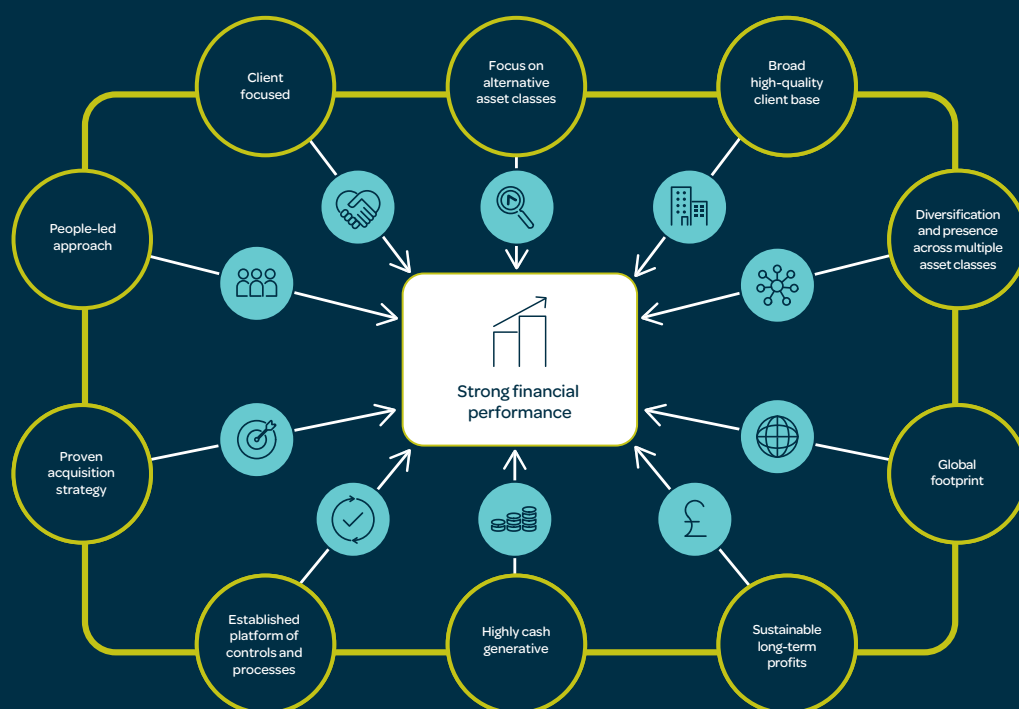 Client
focused
Focus on
alternative
asset classes
Broad
high-quality
client base
People-led
approach
Diversification
and presence
across multiple
asset classes
Strong financial
performance
Proven
acquisition
strategy
Global
footprint
Established
platform of
controls and
processes
Highly cash
generative
Sustainable
long-term
profits
£